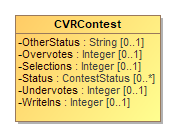 CVRContest
-OtherStatus : String [0..1]
-Overvotes : Integer [0..1]
-Selections : Integer [0..1]
-Status : ContestStatus [0..*]
-Undervotes : Integer [0..1]
-WriteIns : Integer [0..1]